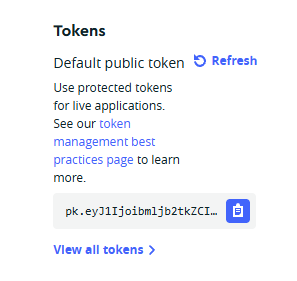 Tokens
Default public token
Refresh
Use protected tokens
for live applications.
See our token
management best
practices page to learn
more.
pk.eyJ1Ijoibmljb2tkZCI…
View all tokens